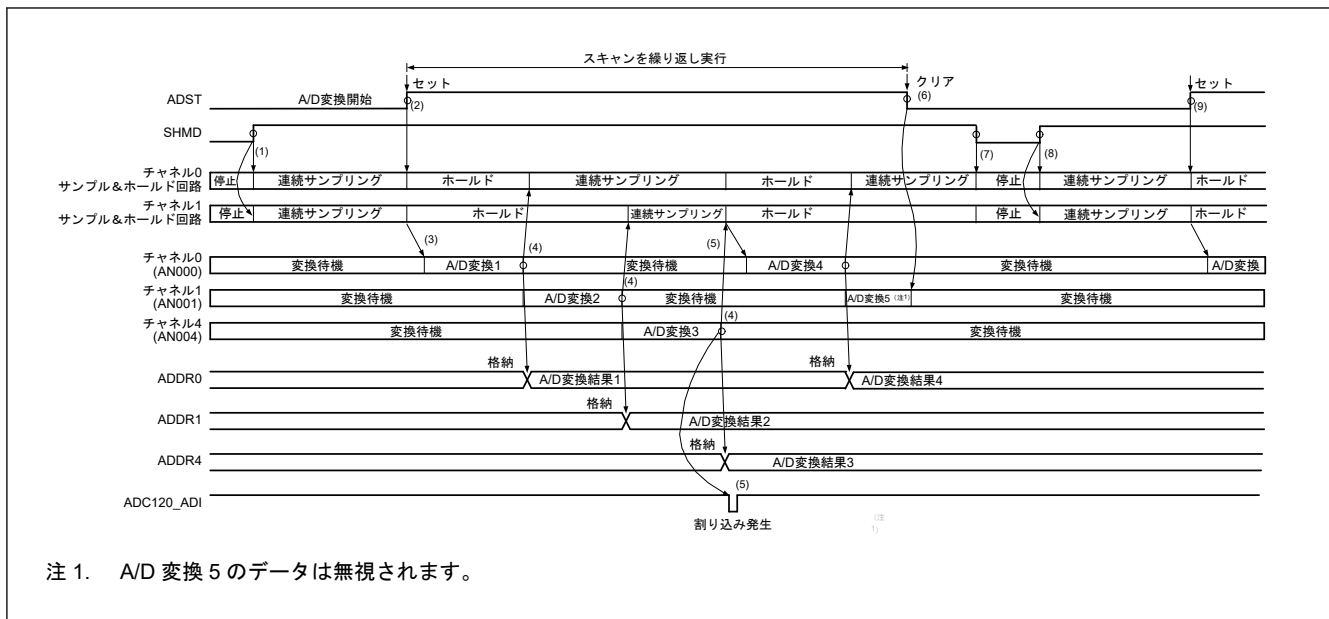 スキャンを繰り返し実行
セット
クリア
セット
ADST
A/D変換開始
(2)
(6)
(9)
SHMD
(1)
(7)
(8)
チャネル0
サンプル＆ホールド回路
停止
連続サンプリング
ホールド
連続サンプリング
ホールド
連続サンプリング
停止
連続サンプリング
ホールド
チャネル1
サンプル＆ホールド回路
停止
連続サンプリング
ホールド
連続サンプリング
ホールド
停止
連続サンプリング
ホールド
(3)
(4)
(5)
チャネル0
(AN000)
変換待機
A/D変換1
変換待機
A/D変換4
変換待機
A/D変換
(4)
チャネル1
(AN001)
変換待機
A/D変換2
変換待機
A/D変換5 (注1)
変換待機
(4)
チャネル4
(AN004)
変換待機
A/D変換3
変換待機
格納
格納
ADDR0
A/D変換結果1
A/D変換結果4
格納
ADDR1
A/D変換結果2
格納
ADDR4
A/D変換結果3
(5)
ADC120_ADI
割り込み発生
(注
1)
注 1. A/D 変換 5 のデータは無視されます。